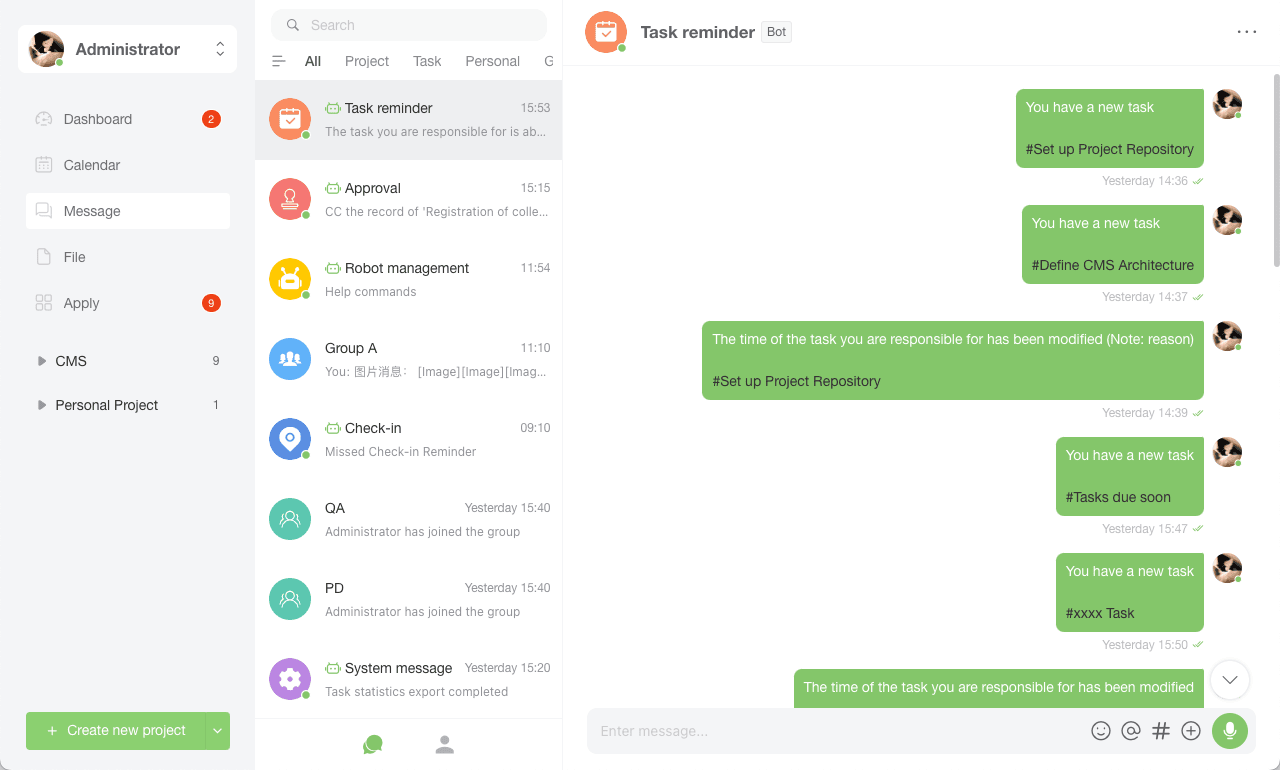 Administrator
Dashboard
2
Calendar
Message
File
Apply
9
CMS
9
Personal Project
1
+ Create new project
Search
All Project Task Personal G
Task reminder 15:53
The task you are responsible for is ab...
Approval 15:15
CC the record of 'Registration of colle...
Robot management 11:54
Help commands
Group A 11:10
You: 图片消息： [Image][Image][Imag...
Check-in 09:10
Missed Check-in Reminder
QA Yesterday 15:40
Administrator has joined the group
PD Yesterday 15:40
Administrator has joined the group
System message Yesterday 15:20
Task statistics export completed
Task reminder Bot
You have a new task
#Set up Project Repository
Yesterday 14:36
You have a new task
#Define CMS Architecture
Yesterday 14:37
The time of the task you are responsible for has been modified (Note: reason)
#Set up Project Repository
Yesterday 14:39
You have a new task
#Tasks due soon
Yesterday 15:47
You have a new task
#xxxx Task
Yesterday 15:50
The time of the task you are responsible for has been modified
Enter message...